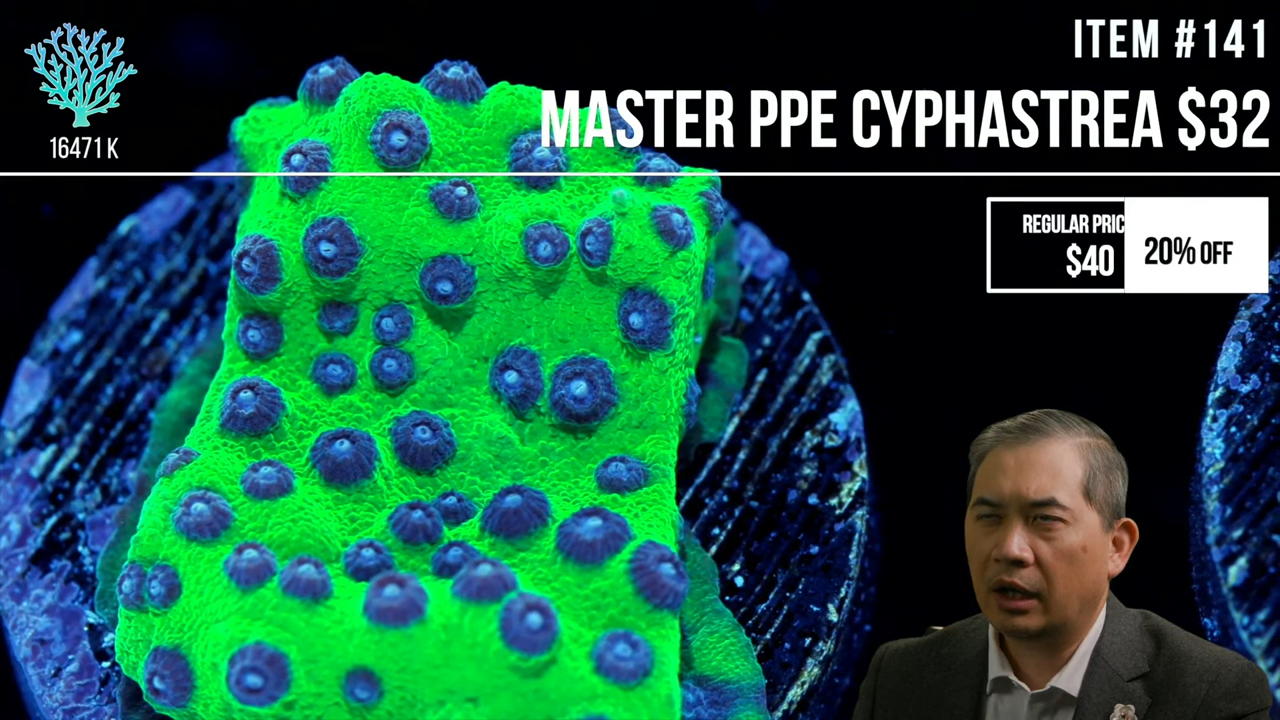 16471 K
ITEM #141
MASTER PPE CYPHASTREA $32
REGULAR PRIC
$40
20% OFF